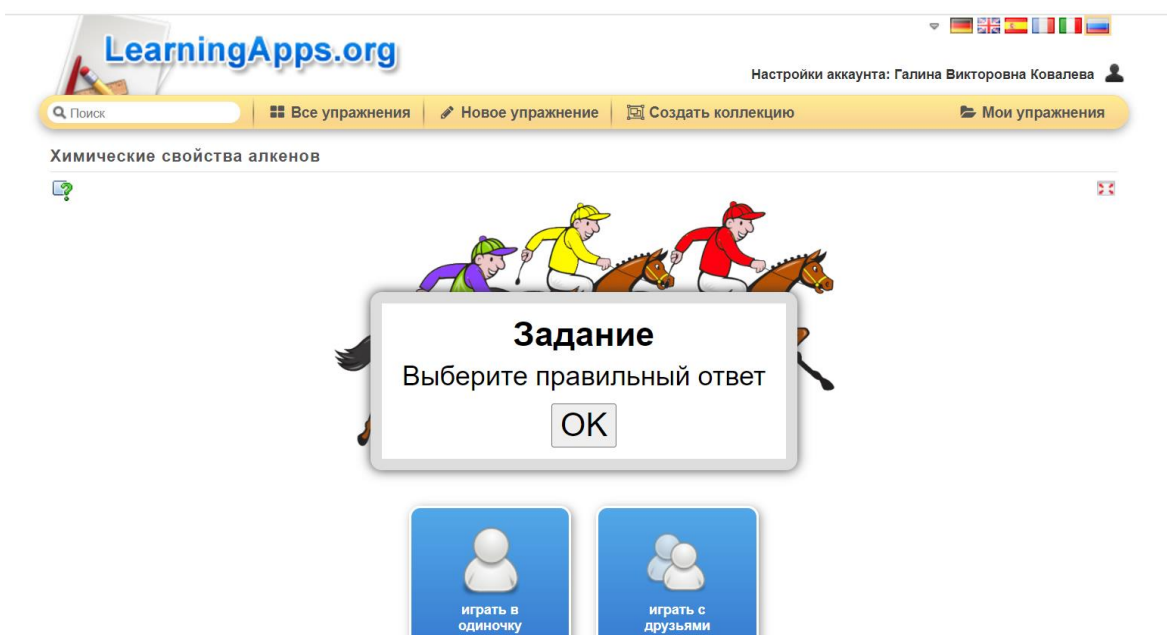 LearningApps.org
Настройки аккаунта: Галина Викторовна Ковалева
Поиск
Все упражнения
Новое упражнение
Создать коллекцию
Мои упражнения
Химические свойства алкенов
Задание
Выберите правильный ответ
OK
играть в
одиночку
играть с
друзьями